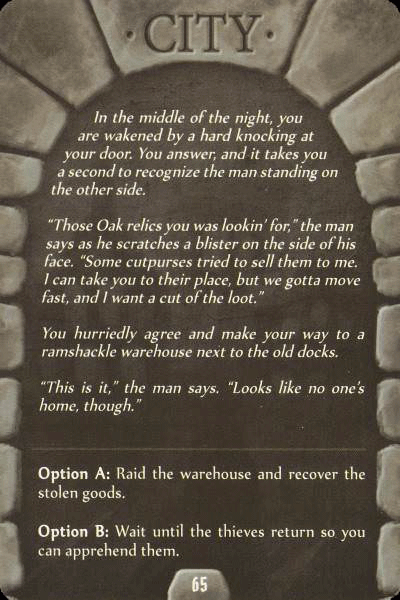 · CITY ·
In the middle of the night, you
are wakened by a hard knocking at
your door. You answer, and it takes you
a second to recognize the man standing on
the other side.
“Those Oak relics you was lookin’ for,” the man
says as he scratches a blister on the side of his
face. “Some cutpurses tried to sell them to me.
I can take you to their place, but we gotta move
fast, and I want a cut of the loot.”
You hurriedly agree and make your way to a
ramshackle warehouse next to the old docks.
“This is it,” the man says. “Looks like no one’s
home, though.”
Option A: Raid the warehouse and recover the
stolen goods.
Option B: Wait until the thieves return so you
can apprehend them.
65